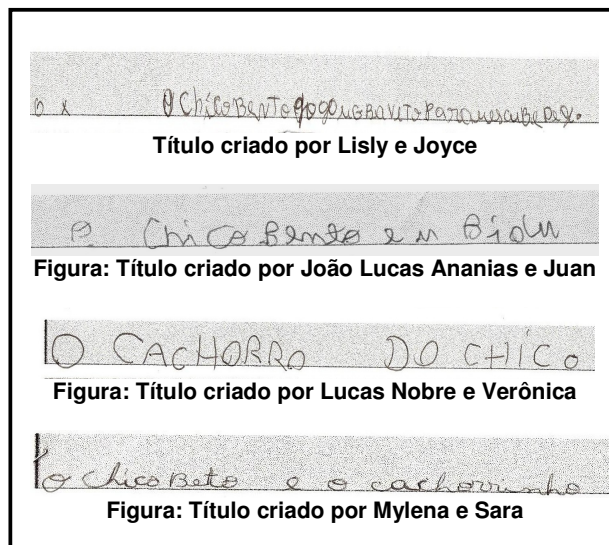 o x O Chico Bento gogou
Título criado por Lisly e Joyce
O Chico Bento e u Bidu
Figura: Título criado por João Lucas Ananias e Juan
O CACHORRO DO CHICO
Figura: Título criado por Lucas Nobre e Verônica
o chico Beto e o cachorrinho
Figura: Título criado por Mylena e Sara